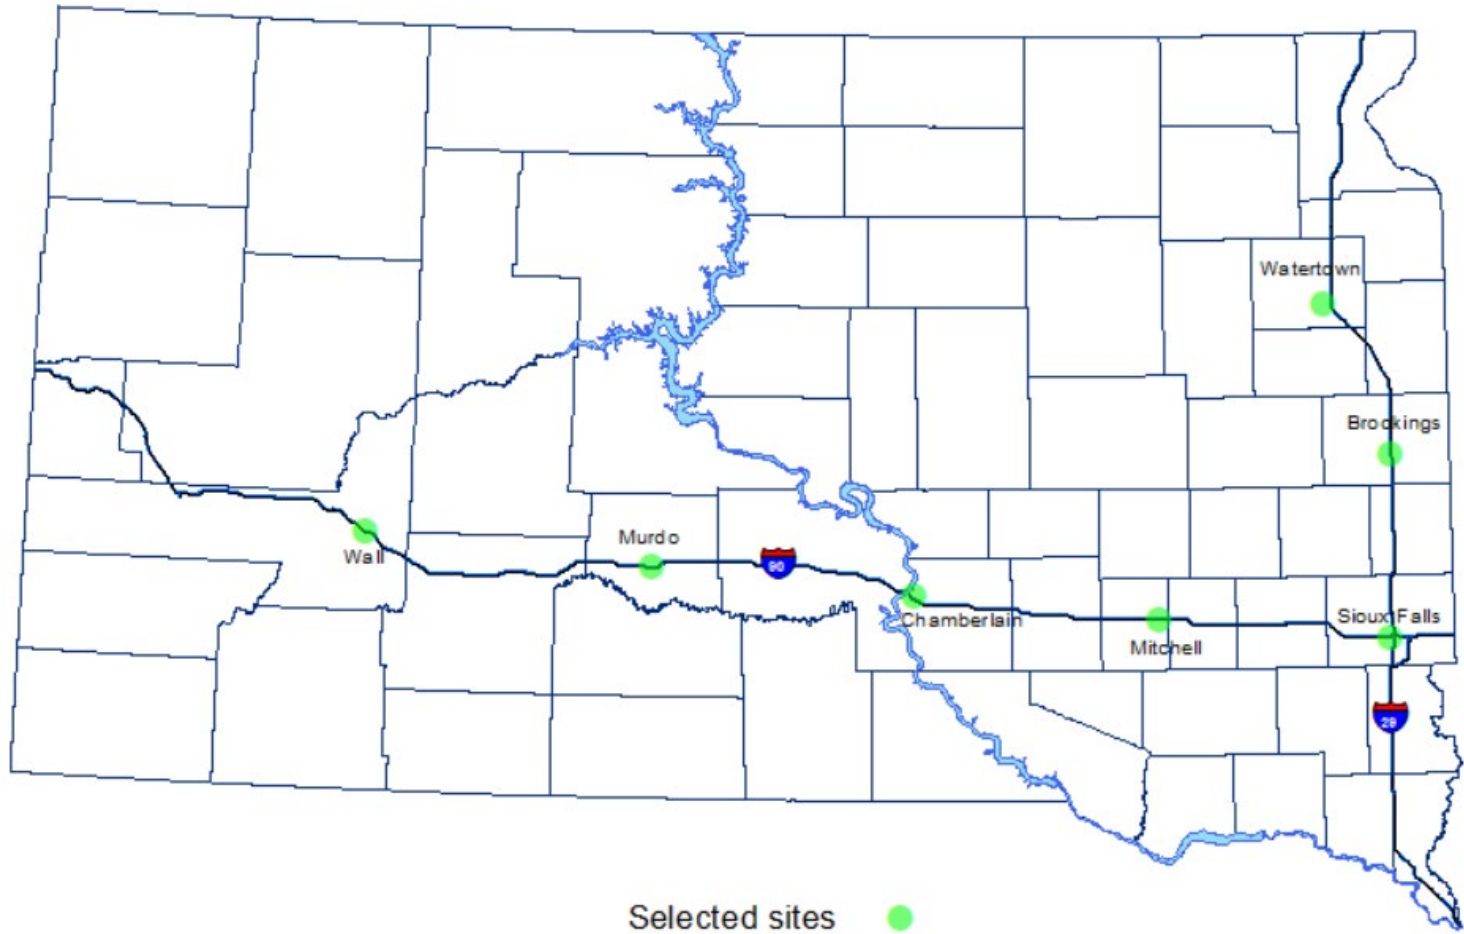 Watertown
Brookings
Wall
Murdo
90
Chamberlain
Mitchell
Sioux Falls
29
Selected sites